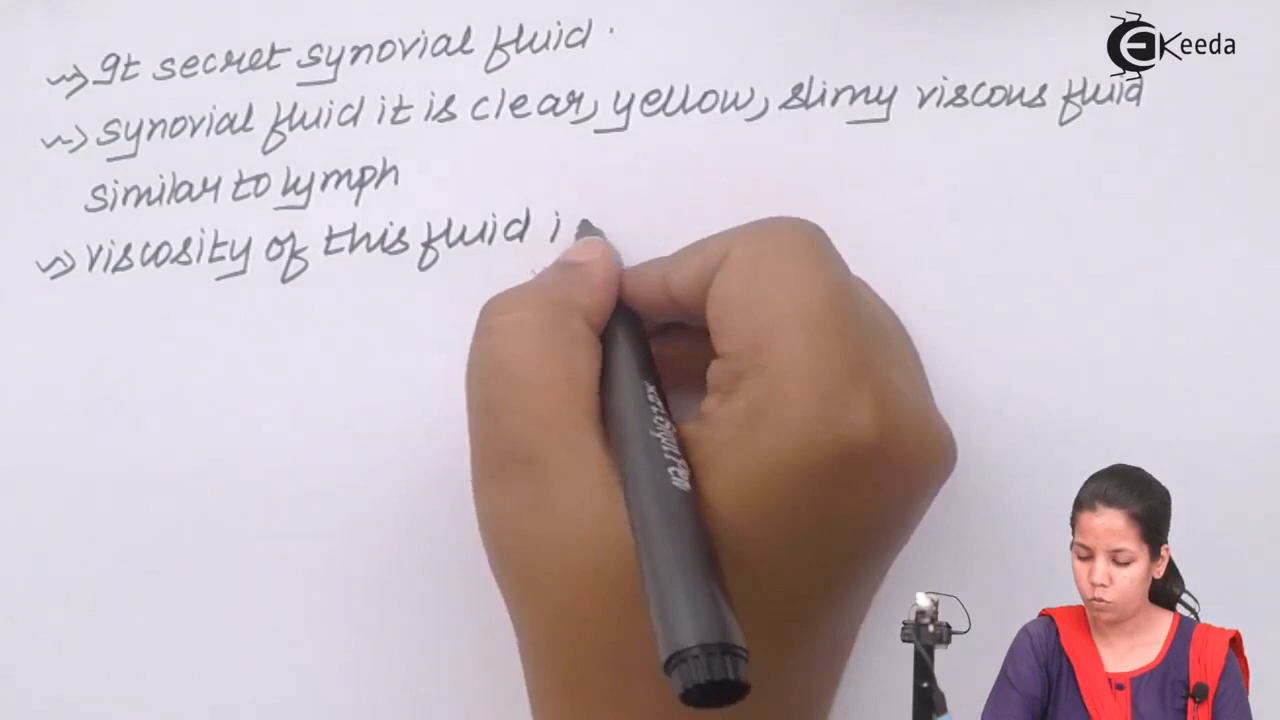 Ekeeda
~> It secret synovial fluid.
~> synovial fluid it is clear, yellow, slimy viscous fluid
similar to lymph
~> viscosity of this fluid i